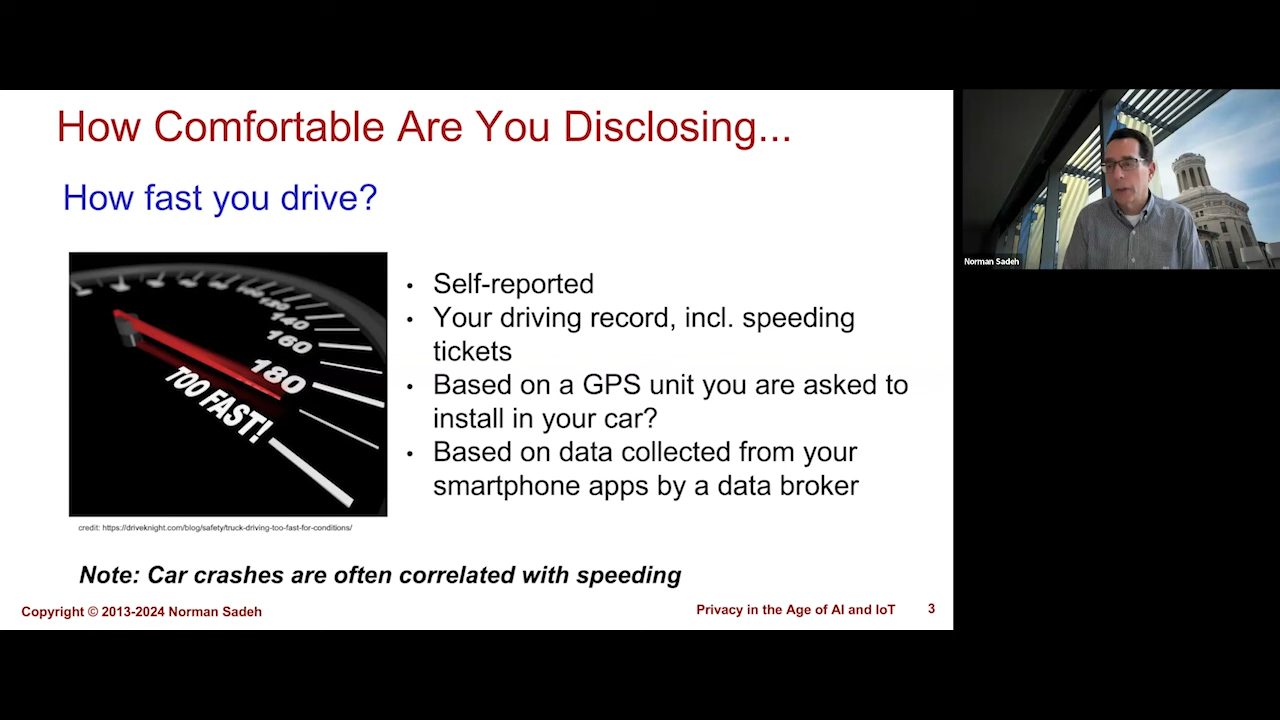 How Comfortable Are You Disclosing...
How fast you drive?
120
140
160
180
TOO FAST!
• Self-reported
• Your driving record, incl. speeding
tickets
• Based on a GPS unit you are asked to
install in your car?
• Based on data collected from your
smartphone apps by a data broker
credit: https://driveknight.com/blog/safety/truck-driving-too-fast-for-conditions/
Note: Car crashes are often correlated with speeding
Copyright © 2013-2024 Norman Sadeh
Privacy in the Age of AI and IoT 3
Norman Sadeh